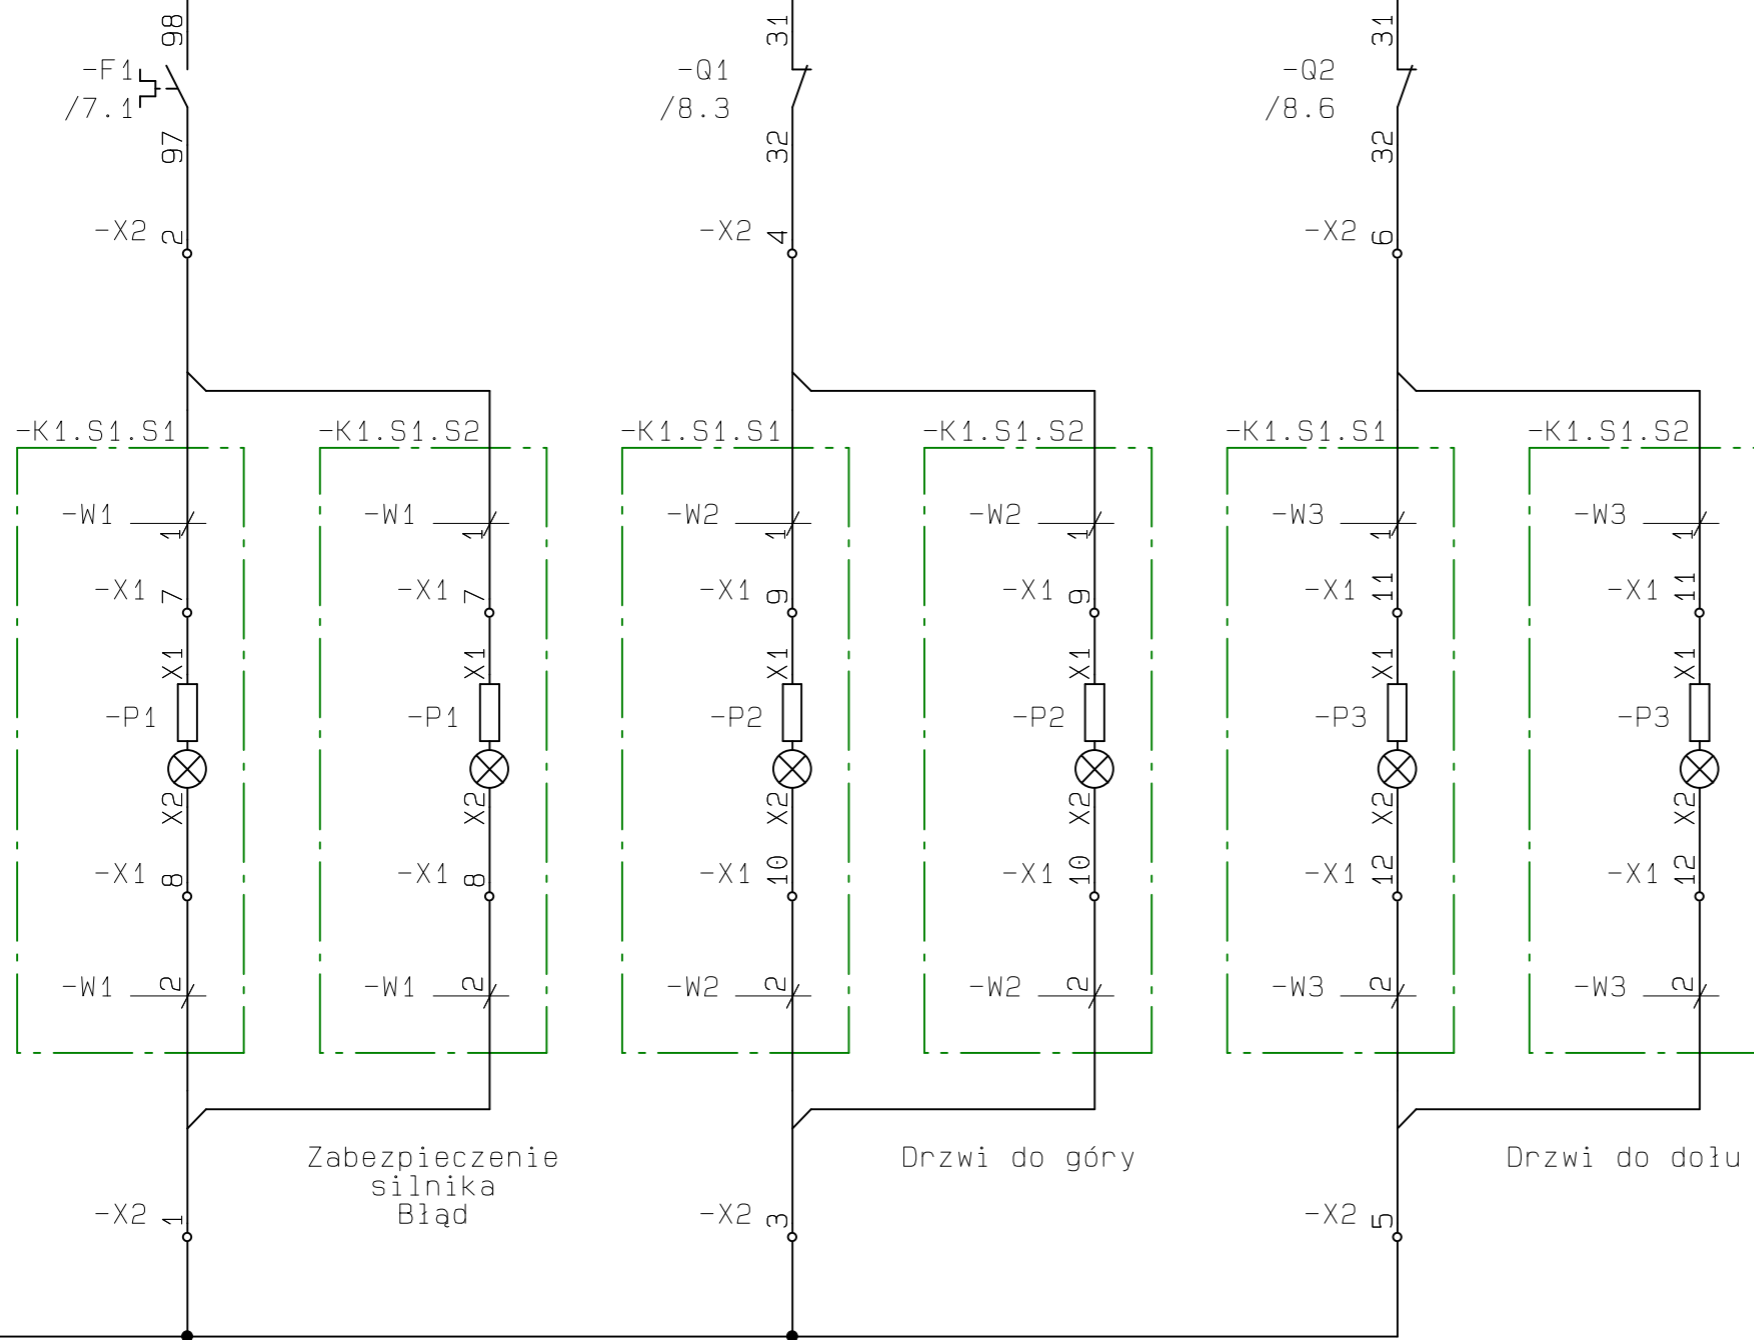 98
31
31
-F1
/7.1
-Q1
/8.3
-Q2
/8.6
97
32
32
-X2 2
-X2 4
-X2 6
-K1.S1.S1
-K1.S1.S2
-K1.S1.S1
-K1.S1.S2
-K1.S1.S1
-K1.S1.S2
-W1 1
-W1 1
-W2 1
-W2 1
-W3 1
-W3 1
-X1 7
-X1 7
-X1 9
-X1 9
-X1 11
-X1 11
X1
X1
X1
X1
X1
X1
-P1
-P1
-P2
-P2
-P3
-P3
X2
X2
X2
X2
X2
X2
-X1 8
-X1 8
-X1 10
-X1 10
-X1 12
-X1 12
-W1 2
-W1 2
-W2 2
-W2 2
-W3 2
-W3 2
Zabezpieczenie
silnika
Błąd
Drzwi do góry
Drzwi do dołu
-X2 1
-X2 3
-X2 5